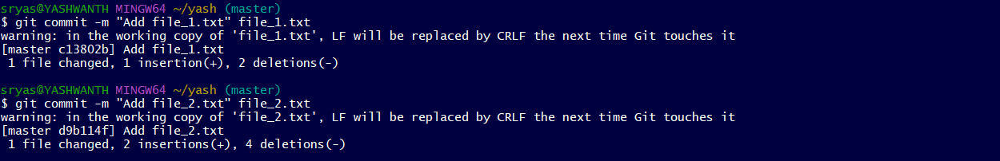 sryas@YASHWANTH MINGW64 ~/yash (master)
$ git commit -m "Add file_1.txt" file_1.txt
warning: in the working copy of 'file_1.txt', LF will be replaced by CRLF the next time Git touches it
[master c13802b] Add file_1.txt
 1 file changed, 1 insertion(+), 2 deletions(-)

sryas@YASHWANTH MINGW64 ~/yash (master)
$ git commit -m "Add file_2.txt" file_2.txt
warning: in the working copy of 'file_2.txt', LF will be replaced by CRLF the next time Git touches it
[master d9b114f] Add file_2.txt
 1 file changed, 2 insertions(+), 4 deletions(-)